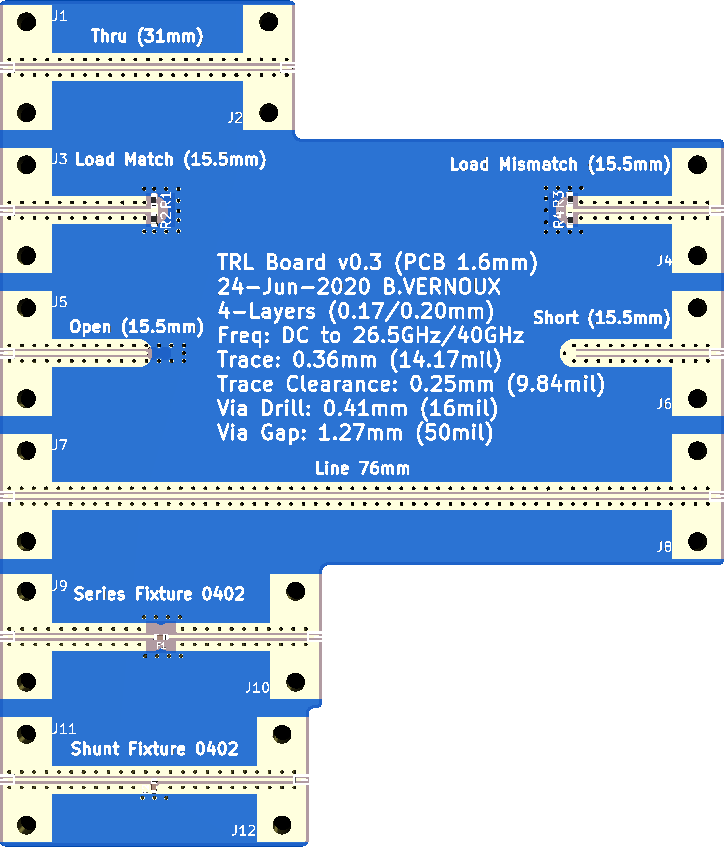 J1
Thru (31mm)
J2
J3
Load Match (15.5mm)
Load Mismatch (15.5mm)
R2 R1
R4 R3
J4
TRL Board v0.3 (PCB 1.6mm)
24-Jun-2020 B.VERNOUX
4-Layers (0.17/0.20mm)
Freq: DC to 26.5GHz/40GHz
Trace: 0.36mm (14.17mil)
Trace Clearance: 0.25mm (9.84mil)
Via Drill: 0.41mm (16mil)
Via Gap: 1.27mm (50mil)
J5
Open (15.5mm)
Short (15.5mm)
J6
J7
Line 76mm
J8
J9
Series Fixture 0402
J10
J11
Shunt Fixture 0402
J12